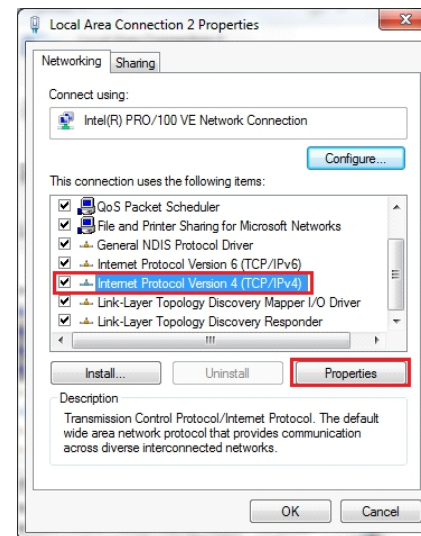 Local Area Connection 2 Properties
Networking
Sharing
Connect using:
Intel(R) PRO/100 VE Network Connection
Configure...
This connection uses the following items:
QoS Packet Scheduler
File and Printer Sharing for Microsoft Networks
General NDIS Protocol Driver
Internet Protocol Version 6 (TCP/IPv6)
Internet Protocol Version 4 (TCP/IPv4)
Link-Layer Topology Discovery Mapper I/O Driver
Link-Layer Topology Discovery Responder
Install...
Uninstall
Properties
Description
Transmission Control Protocol/Internet Protocol. The default
wide area network protocol that provides communication
across diverse interconnected networks.
OK
Cancel